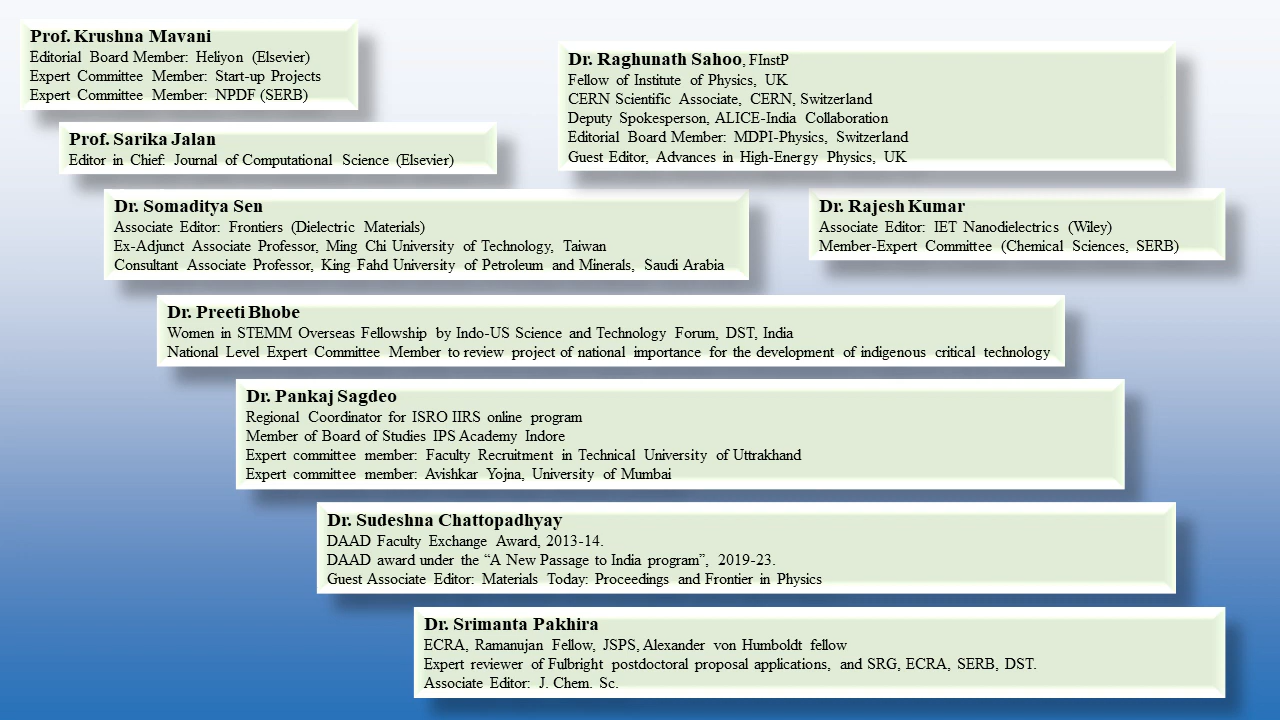 Prof. Krushna Mavani
Editorial Board Member: Heliyon (Elsevier)
Expert Committee Member: Start-up Projects
Expert Committee Member: NPDF (SERB)
Dr. Raghunath Sahoo, FInstP
Fellow of Institute of Physics, UK
CERN Scientific Associate, CERN, Switzerland
Deputy Spokesperson, ALICE-India Collaboration
Editorial Board Member: MDPI-Physics, Switzerland
Guest Editor, Advances in High-Energy Physics, UK
Prof. Sarika Jalan
Editor in Chief: Journal of Computational Science (Elsevier)
Dr. Somaditya Sen
Associate Editor: Frontiers (Dielectric Materials)
Ex-Adjunct Associate Professor, Ming Chi University of Technology, Taiwan
Consultant Associate Professor, King Fahd University of Petroleum and Minerals, Saudi Arabia
Dr. Rajesh Kumar
Associate Editor: IET Nanodielectrics (Wiley)
Member-Expert Committee (Chemical Sciences, SERB)
Dr. Preeti Bhobe
Women in STEMM Overseas Fellowship by Indo-US Science and Technology Forum, DST, India
National Level Expert Committee Member to review project of national importance for the development of indigenous critical technology
Dr. Pankaj Sagdeo
Regional Coordinator for ISRO IIRS online program
Member of Board of Studies IPS Academy Indore
Expert committee member: Faculty Recruitment in Technical University of Uttrakhand
Expert committee member: Avishkar Yojna, University of Mumbai
Dr. Sudeshna Chattopadhyay
DAAD Faculty Exchange Award, 2013-14.
DAAD award under the “A New Passage to India program”, 2019-23.
Guest Associate Editor: Materials Today: Proceedings and Frontier in Physics
Dr. Srimanta Pakhira
ECRA, Ramanujan Fellow, JSPS, Alexander von Humboldt fellow
Expert reviewer of Fulbright postdoctoral proposal applications, and SRG, ECRA, SERB, DST.
Associate Editor: J. Chem. Sc.